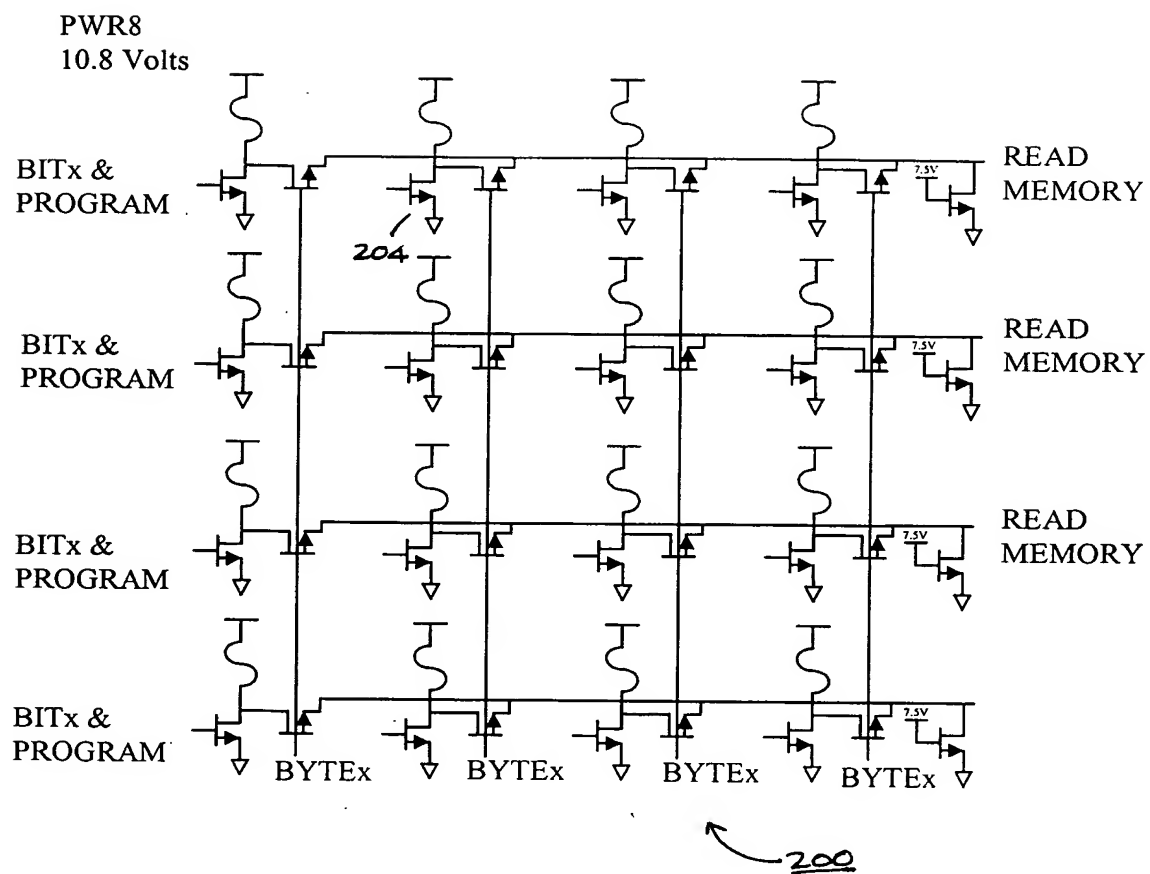 PWR8
10.8 Volts
BITx &
PROGRAM
204
7.5V
READ
MEMORY
BITx &
PROGRAM
7.5V
READ
MEMORY
BITx &
PROGRAM
7.5V
READ
MEMORY
BITx &
PROGRAM
7.5V
BYTEx
BYTEx
BYTEx
BYTEx
200